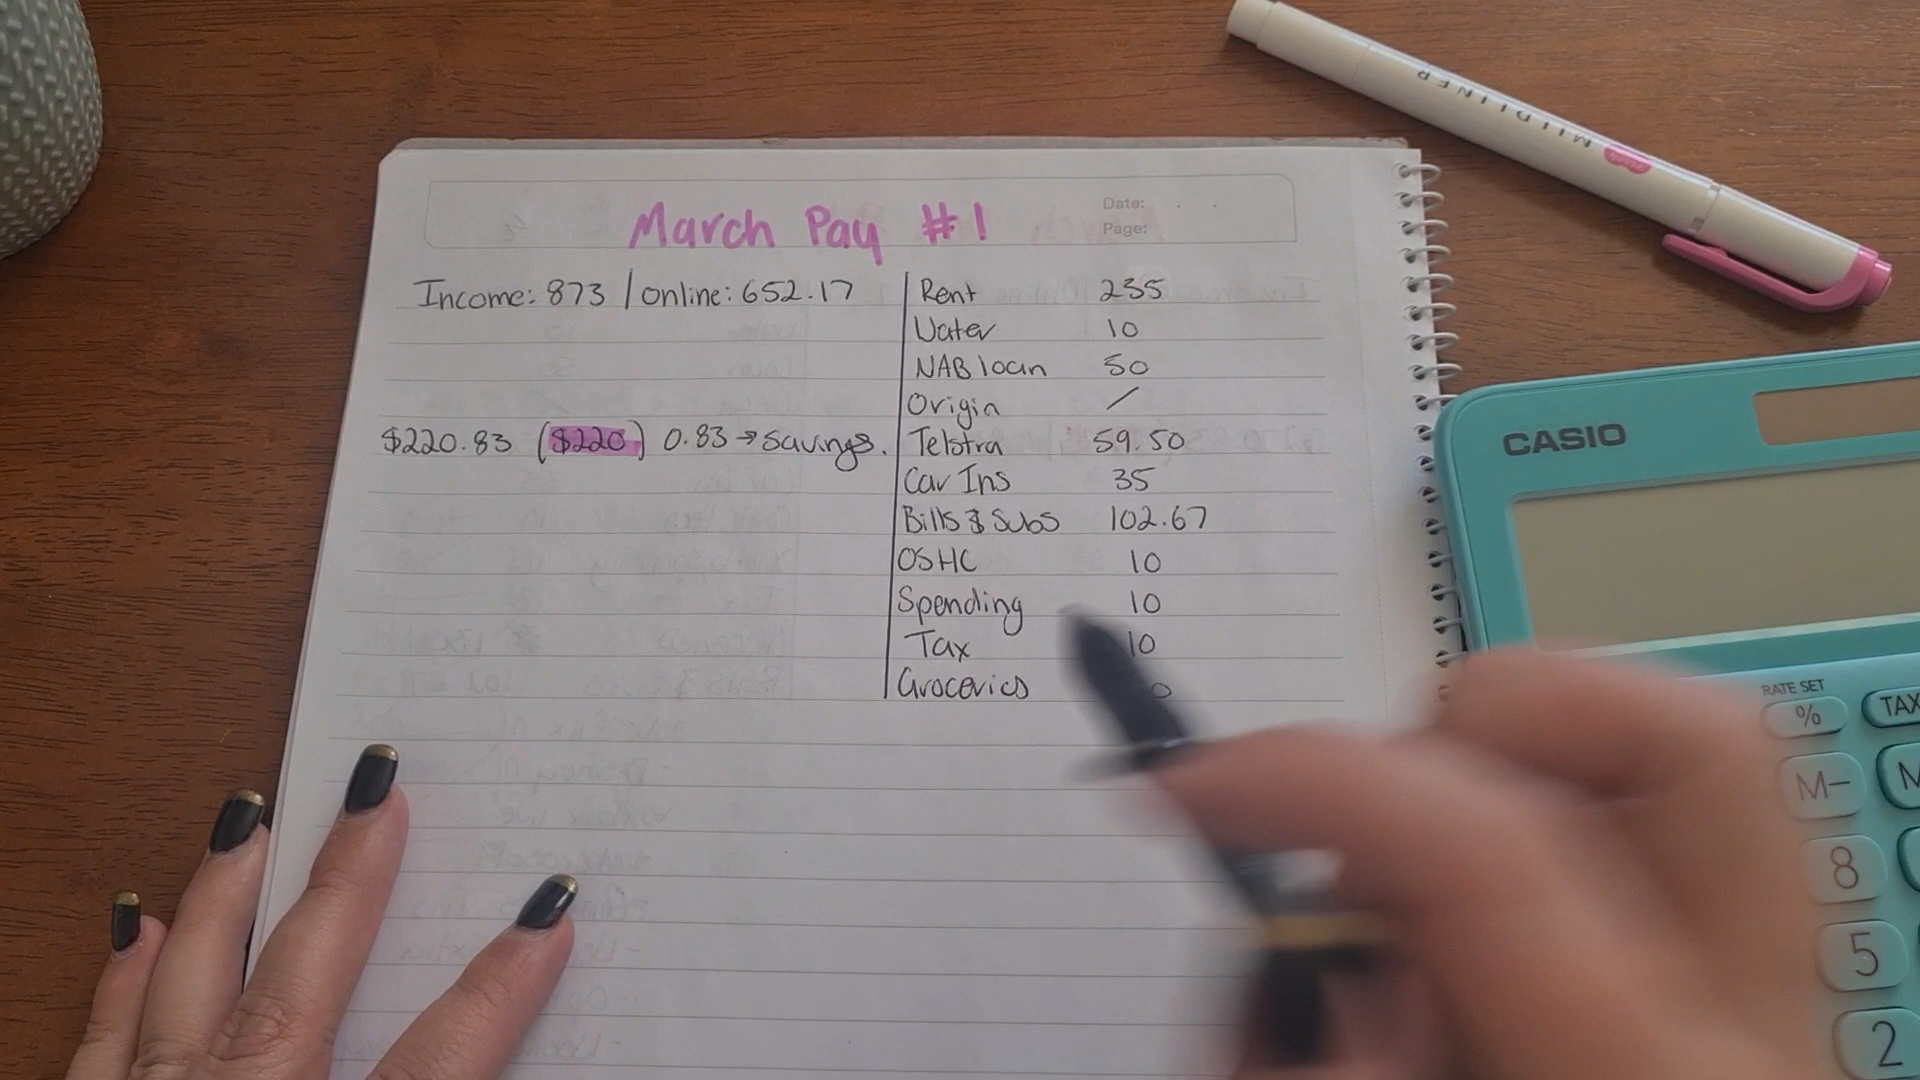 MILDLINER
Date: . .
Page:
March Pay #1
Income: 873 | online: 652.17
Rent 235
Water 10
NAB loan 50
Origin /
$220.83 ($220) 0.83 → Savings.
Telstra 59.50
Car Ins 35
Bills & Subs 102.67
OSHC 10
Spending 10
Tax 10
Groceries
CASIO
RATE SET
%
TAX
M-
8
5
2